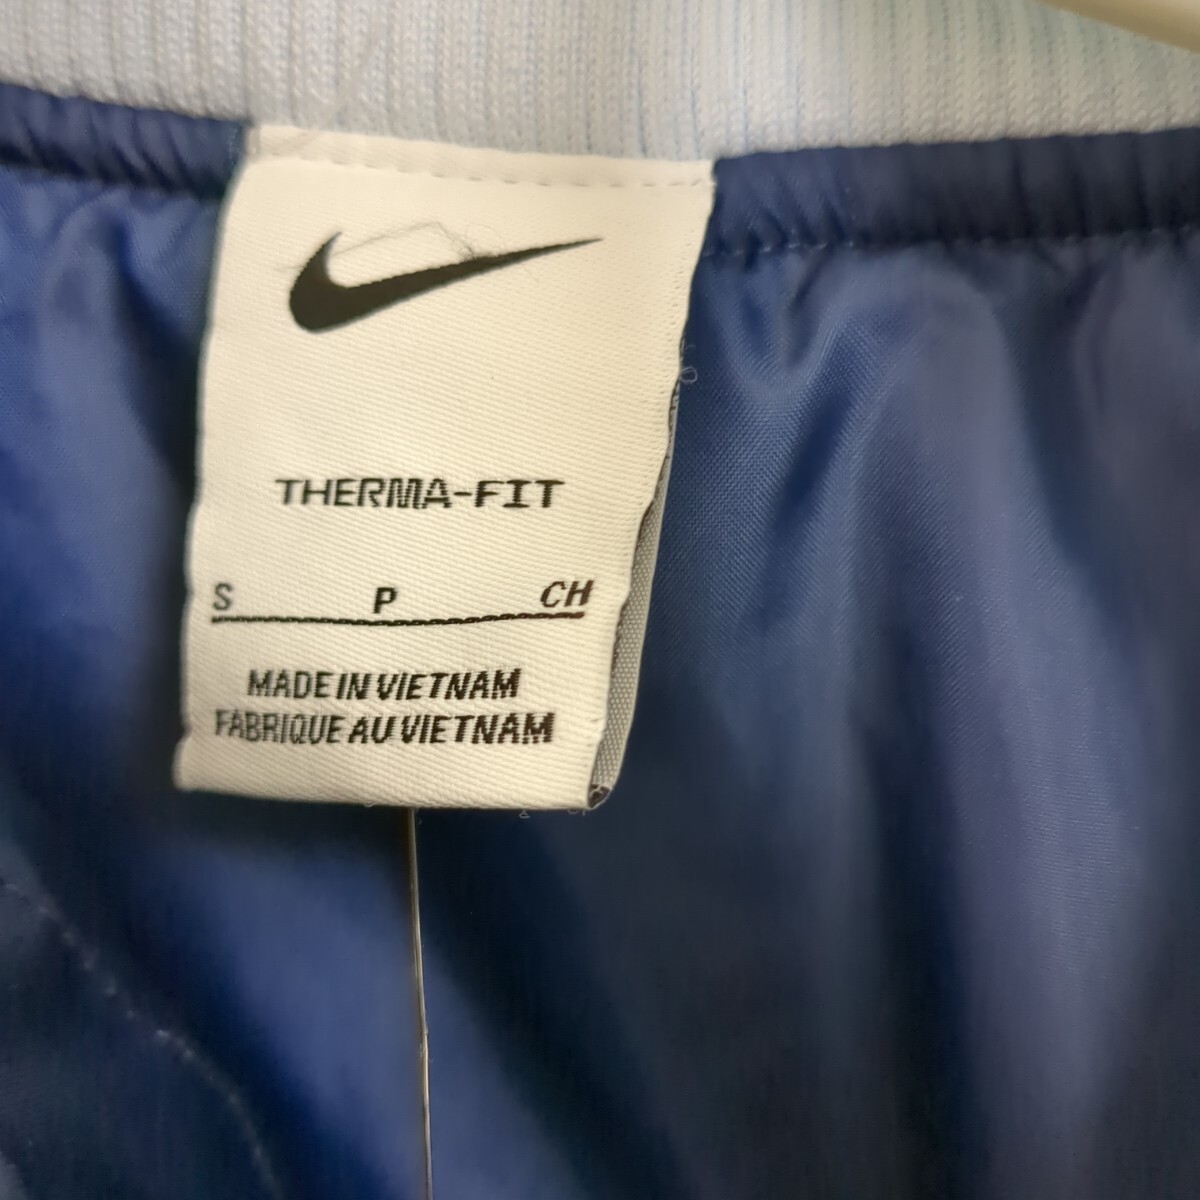 THERMA-FIT
S P CH
MADE IN VIETNAM
FABRIQUE AU VIETNAM